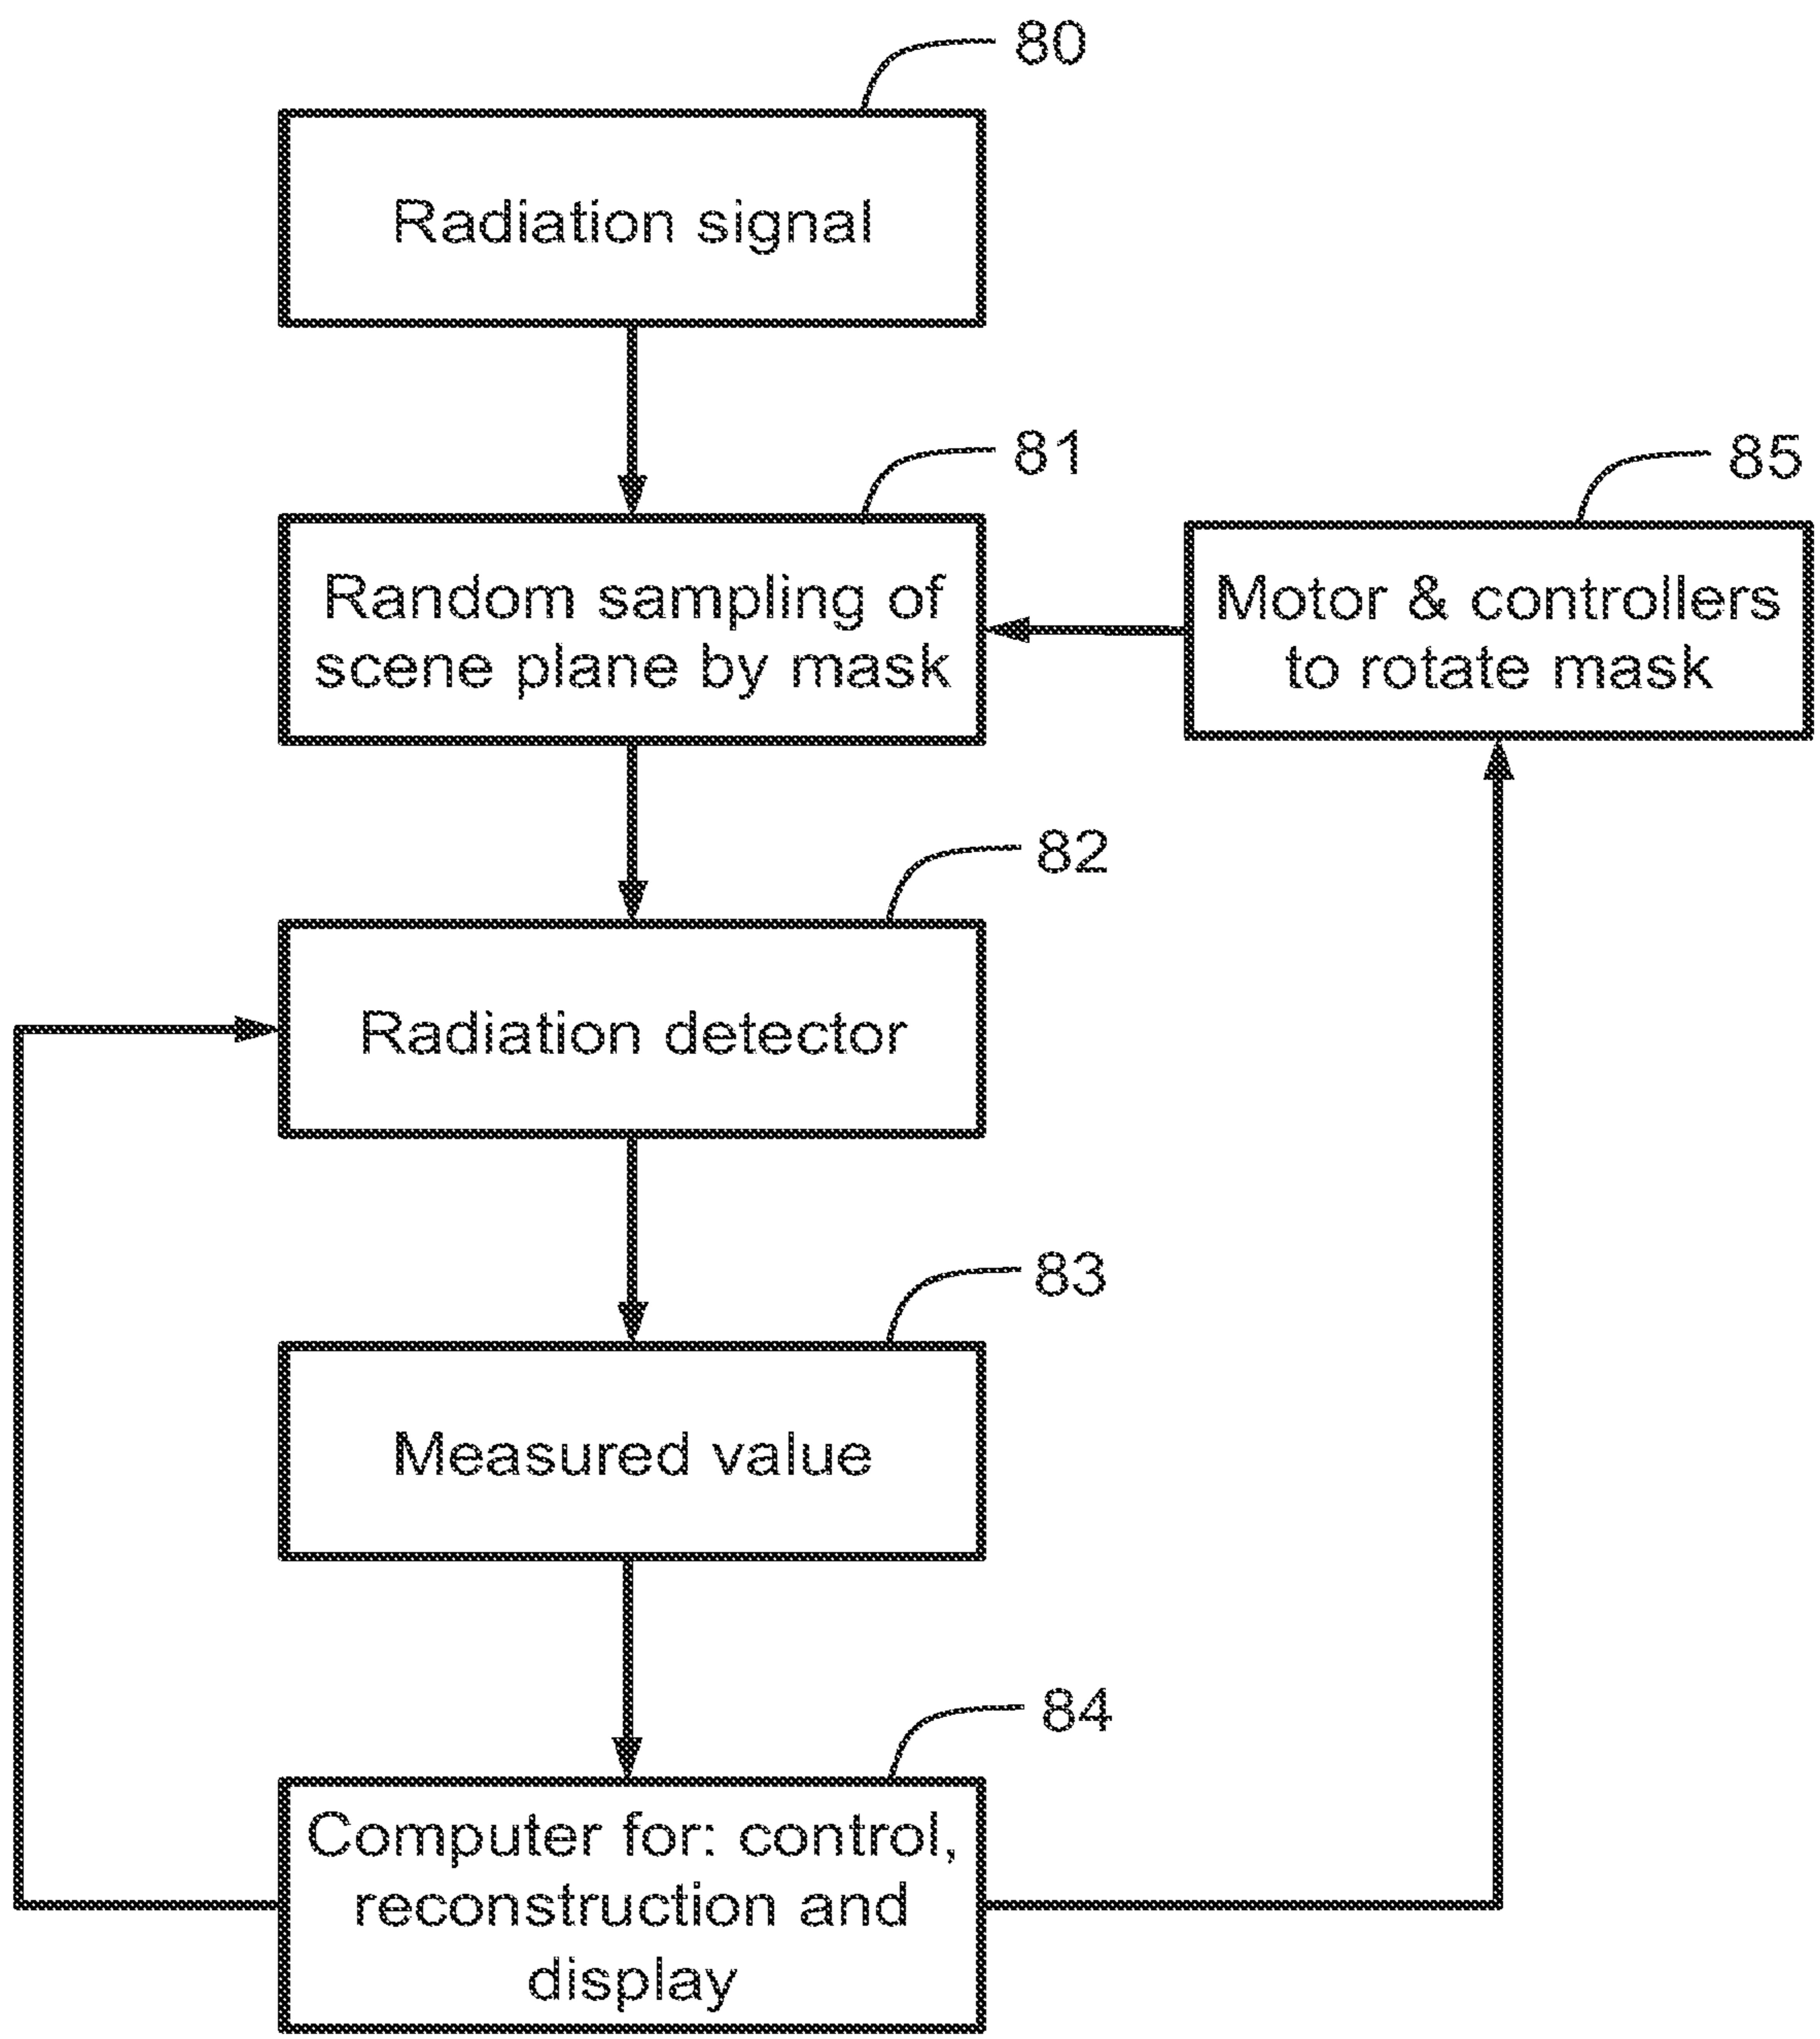 80
Radiation signal
81
Random sampling of
scene plane by mask
85
Motor & controllers
to rotate mask
82
Radiation detector
83
Measured value
84
Computer for: control,
reconstruction and
display